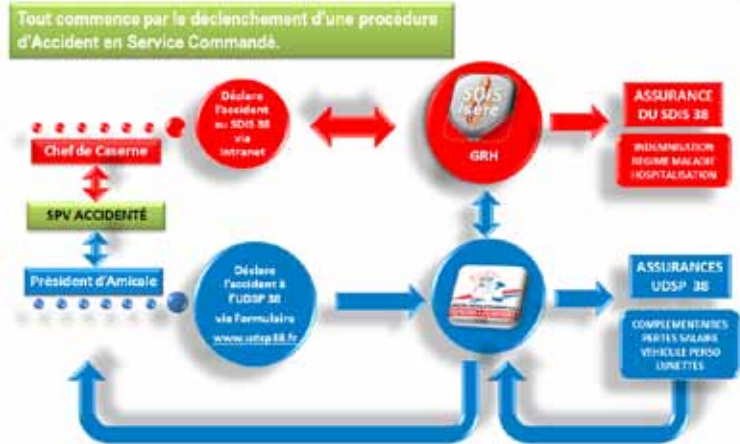 Tout commence par le déclenchement d'une procédure
d'Accident en Service Commandé.
Déclare
l'accident
au SDIS 38
via
Intranet
SDIS
Isère
GRH
ASSURANCE
DU SDIS 38
INDEMNISATION
REGIME MALADIE
HOSPITALISATION
Chef de Caserne
SPV ACCIDENTÉ
Président d'Amicale
Déclare
l'accident à
l'UDSP 38
via Formulaire
www.udsp38.fr
ASSURANCES
UDSP 38
COMPLEMENTAIRES
PERTES SALAIRE
VEHICULE PERSO
LUNETTES